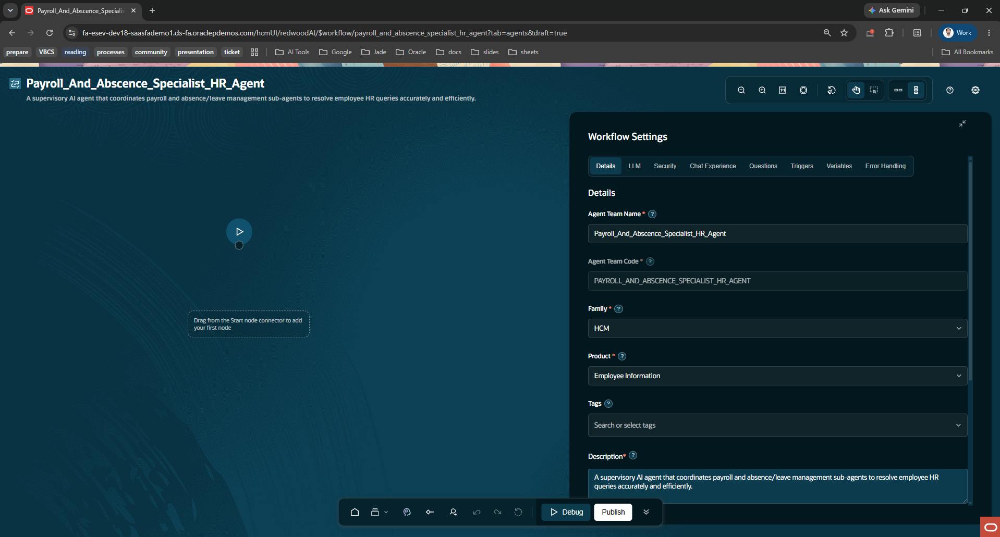 Payroll_And_Abscence_Specialis
Ask Gemini
fa-esev-dev18-saasfademo1.ds-fa.oraclepdemos.com/hcmUI/redwoodAI/$workflow/payroll_and_abscence_specialist_hr_agent?tab=agents&draft=true
Work
prepare VBCS reading processes community presentation ticket AI Tools Google Jade Oracle docs slides sheets All Bookmarks
Payroll_And_Abscence_Specialist_HR_Agent
A supervisory AI agent that coordinates payroll and absence/leave management sub-agents to resolve employee HR queries accurately and efficiently.
Workflow Settings
Details LLM Security Chat Experience Questions Triggers Variables Error Handling
Details
Agent Team Name * ?
Payroll_And_Abscence_Specialist_HR_Agent
Agent Team Code * ?
PAYROLL_AND_ABSCENCE_SPECIALIST_HR_AGENT
Family * ?
HCM
Product * ?
Employee Information
Tags ?
Search or select tags
Description* ?
A supervisory AI agent that coordinates payroll and absence/leave management sub-agents to resolve employee HR
queries accurately and efficiently.
Drag from the Start node connector to add
your first node
Debug
Publish